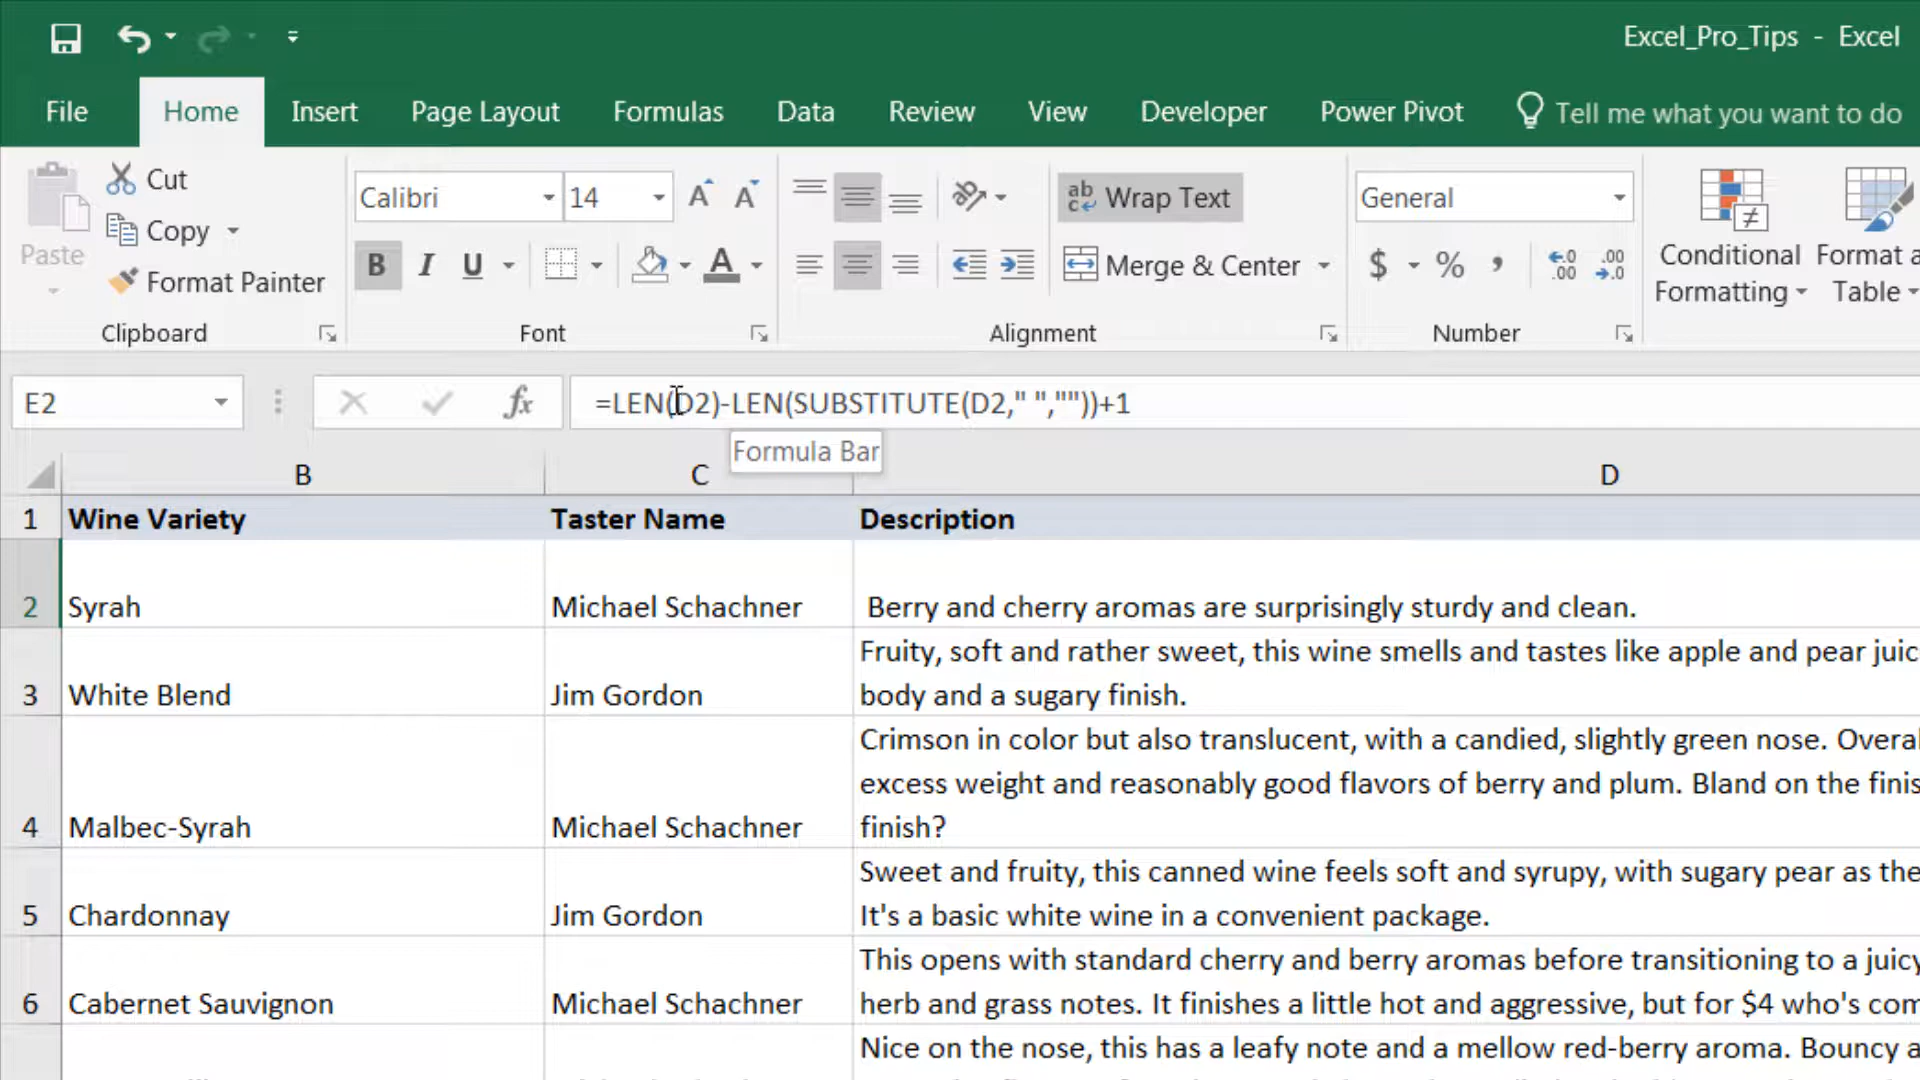 Excel_Pro_Tips - Excel
File Home Insert Page Layout Formulas Data Review View Developer Power Pivot Tell me what you want to do
Paste
Cut
Copy
Format Painter
Clipboard
Calibri 14
B I U A
Font
ab
c Wrap Text
Merge & Center
Alignment
General
$ % , .0 .00 .00 .0
Number
Conditional
Formatting
Format
Table
E2 fx =LEN(D2)-LEN(SUBSTITUTE(D2," ",""))+1
Formula Bar
B C D
1 Wine Variety Taster Name Description
2 Syrah Michael Schachner Berry and cherry aromas are surprisingly sturdy and clean.
3 White Blend Jim Gordon Fruity, soft and rather sweet, this wine smells and tastes like apple and pear juic
body and a sugary finish.
4 Malbec-Syrah Michael Schachner Crimson in color but also translucent, with a candied, slightly green nose. Overal
excess weight and reasonably good flavors of berry and plum. Bland on the finis
finish?
5 Chardonnay Jim Gordon Sweet and fruity, this canned wine feels soft and syrupy, with sugary pear as the
It's a basic white wine in a convenient package.
6 Cabernet Sauvignon Michael Schachner This opens with standard cherry and berry aromas before transitioning to a juicy
herb and grass notes. It finishes a little hot and aggressive, but for $4 who's com
Nice on the nose, this has a leafy note and a mellow red-berry aroma. Bouncy a